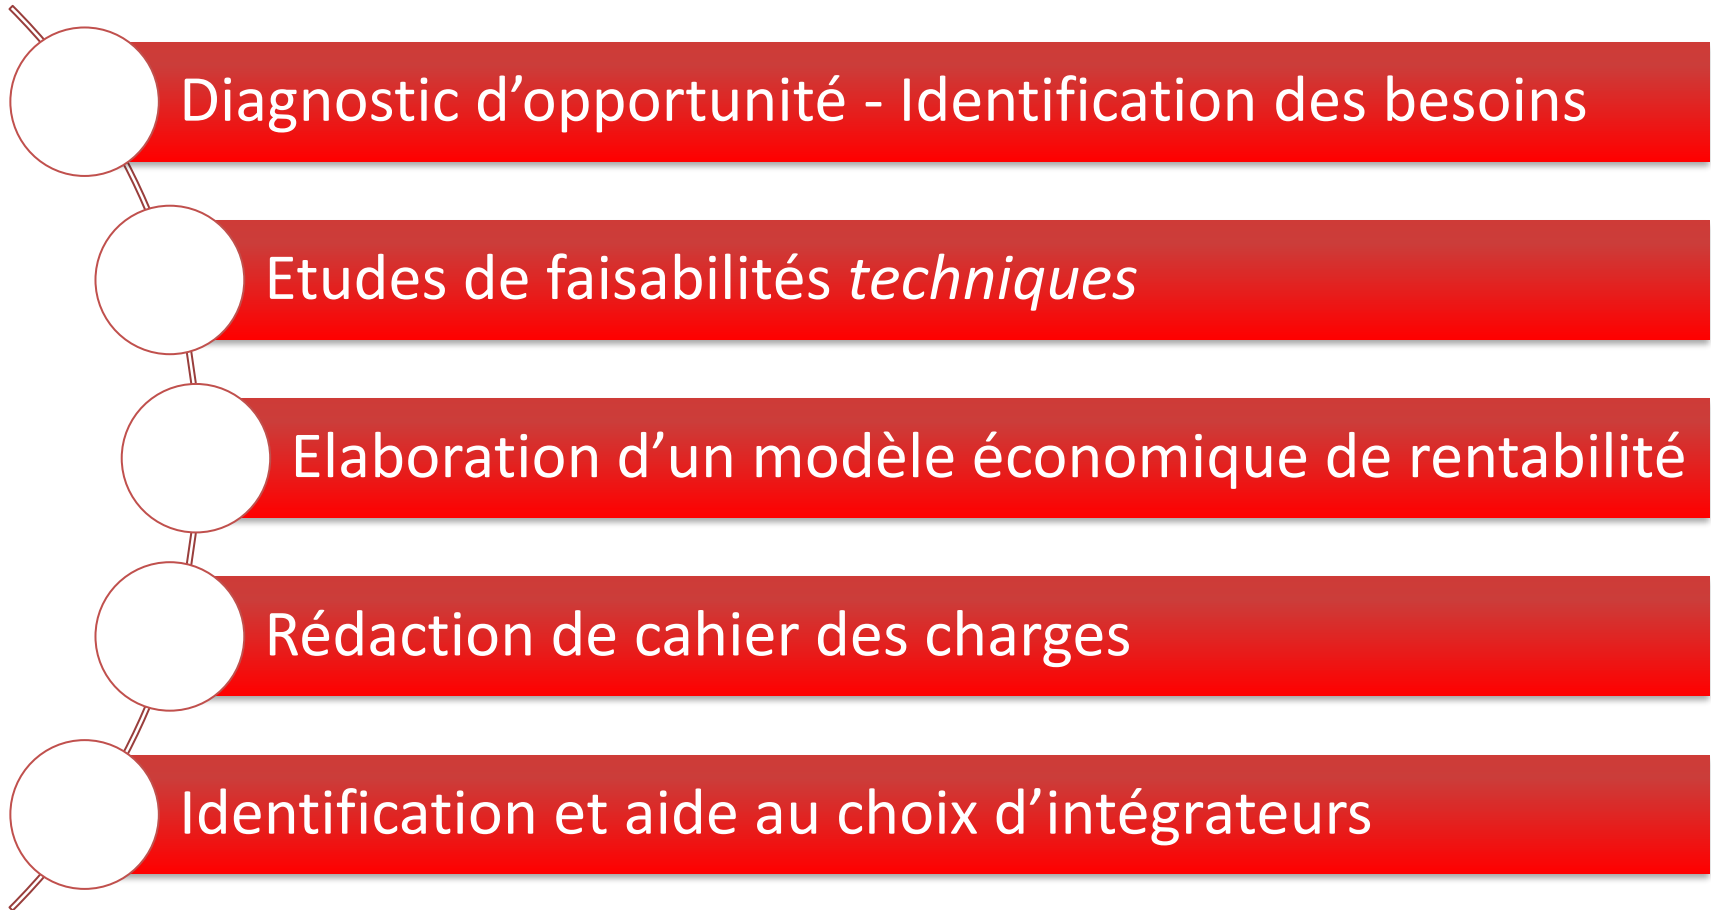 Diagnostic d’opportunité - Identification des besoins
Etudes de faisabilités techniques
Elaboration d’un modèle économique de rentabilité
Rédaction de cahier des charges
Identification et aide au choix d’intégrateurs